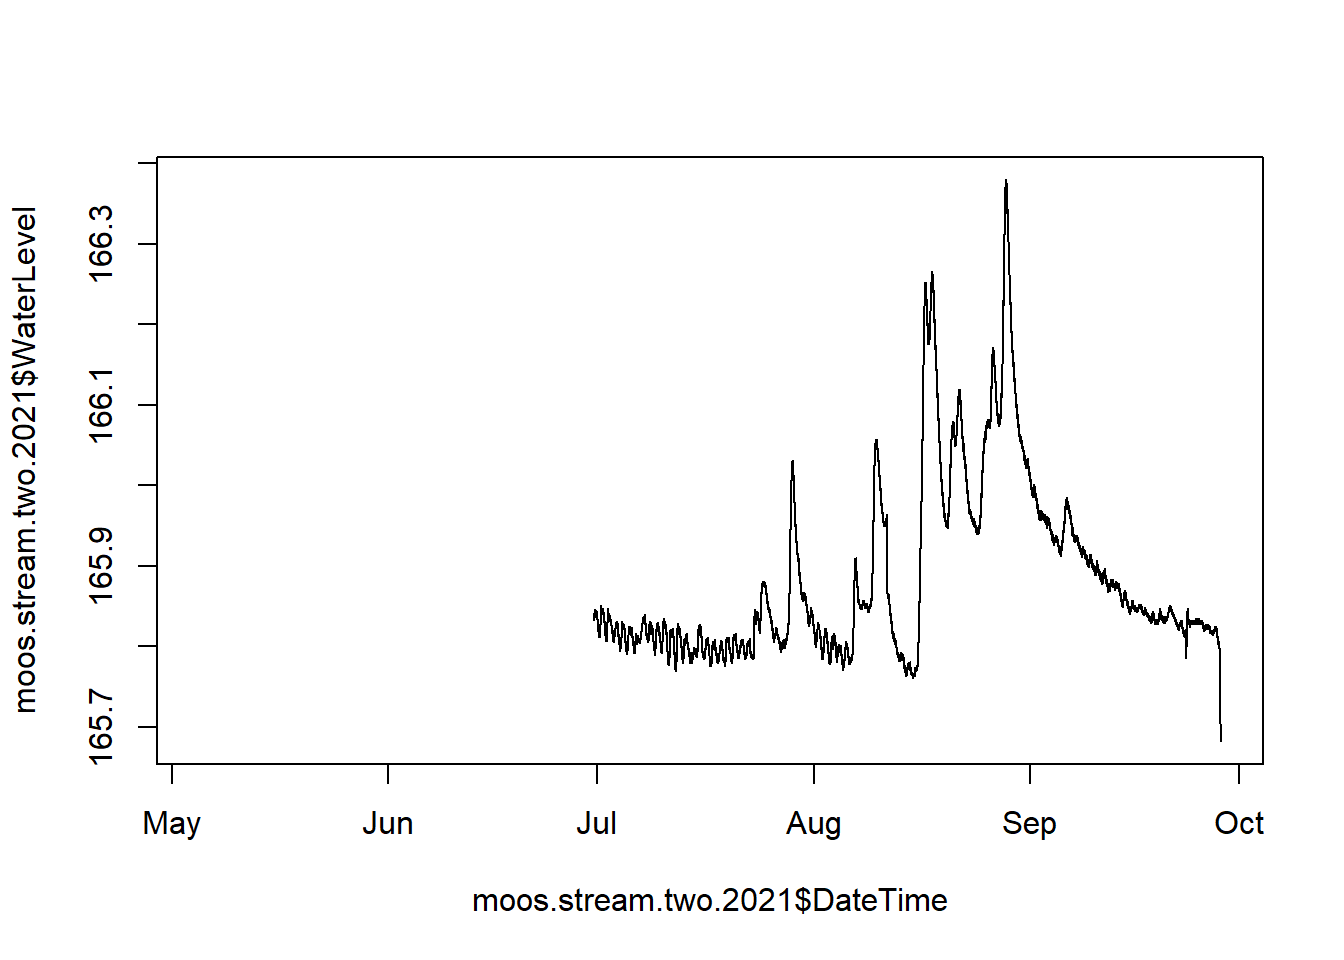 moos.stream.two.2021$WaterLevel
166.3
166.1
165.9
165.7
May Jun Jul Aug Sep Oct
moos.stream.two.2021$DateTime